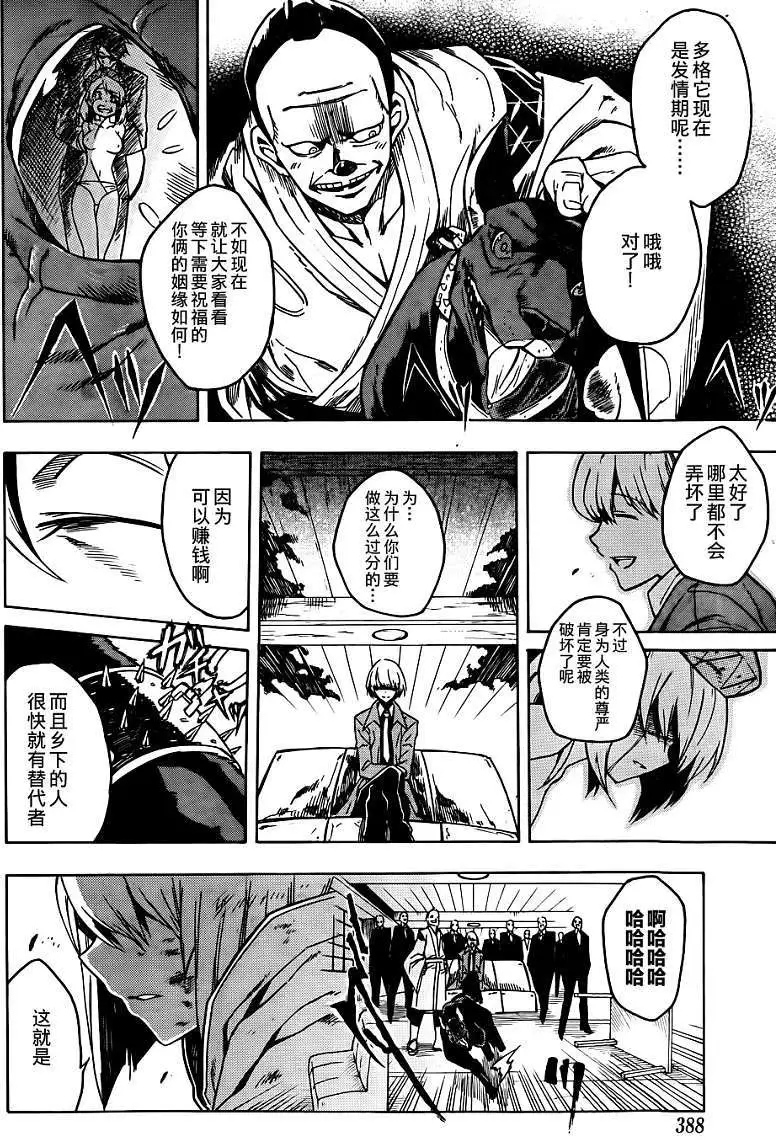 多格它现在
是发情期呢……
哦哦
对了！
不如现在
就让大家看看
等下需要祝福的
你俩的姻缘如何！
太好了
哪里都不会
弄坏了
不过
身为人类的尊严
肯定要被
破坏了呢
为…
为什么你们要
做这么过分的…
因为
可以赚钱啊
而且乡下的人
很快就有替代者
啊哈哈哈
哈哈哈哈
这就是
388